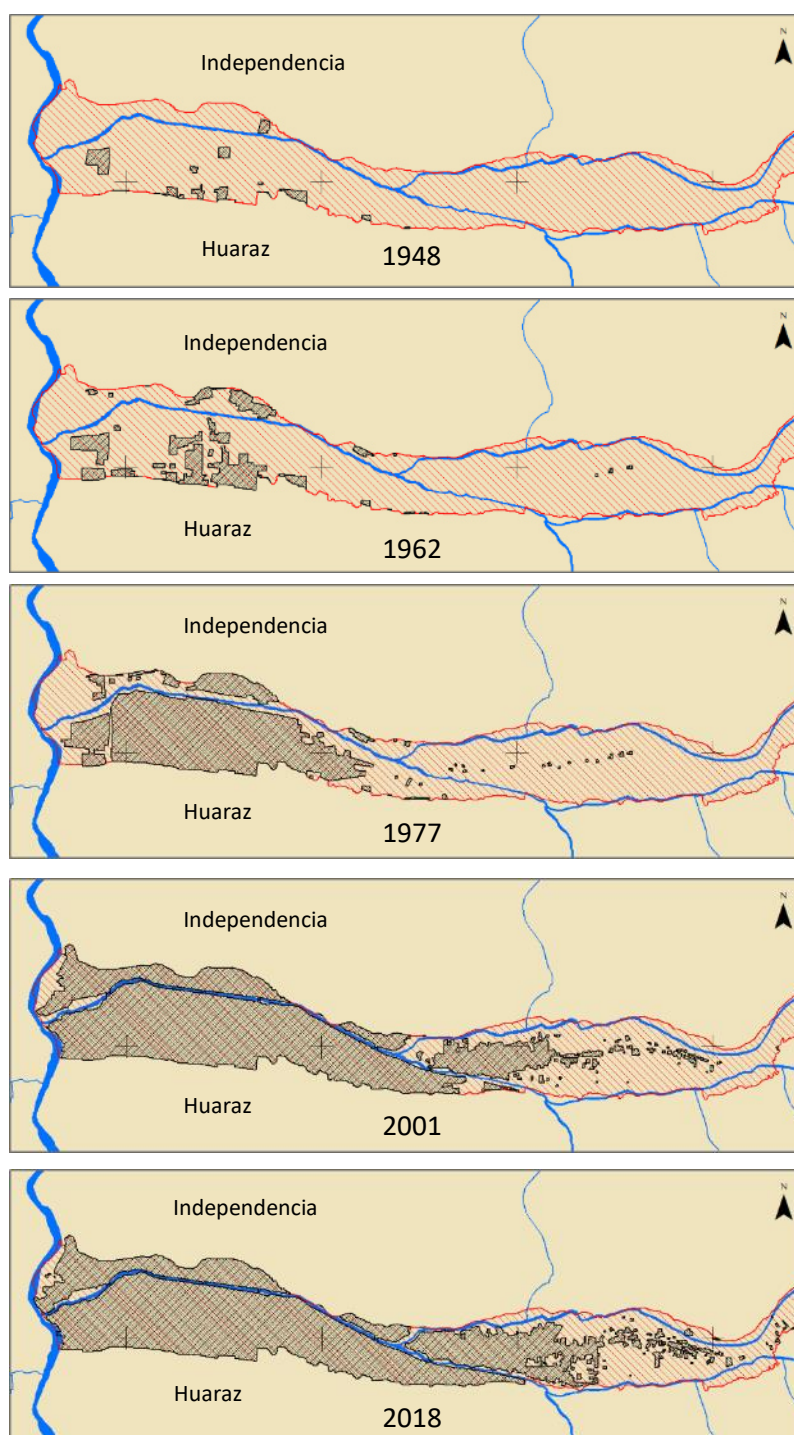 N
Independencia
Huaraz
1948
N
Independencia
Huaraz
1962
N
Independencia
Huaraz
1977
N
Independencia
Huaraz
2001
N
Independencia
Huaraz
2018